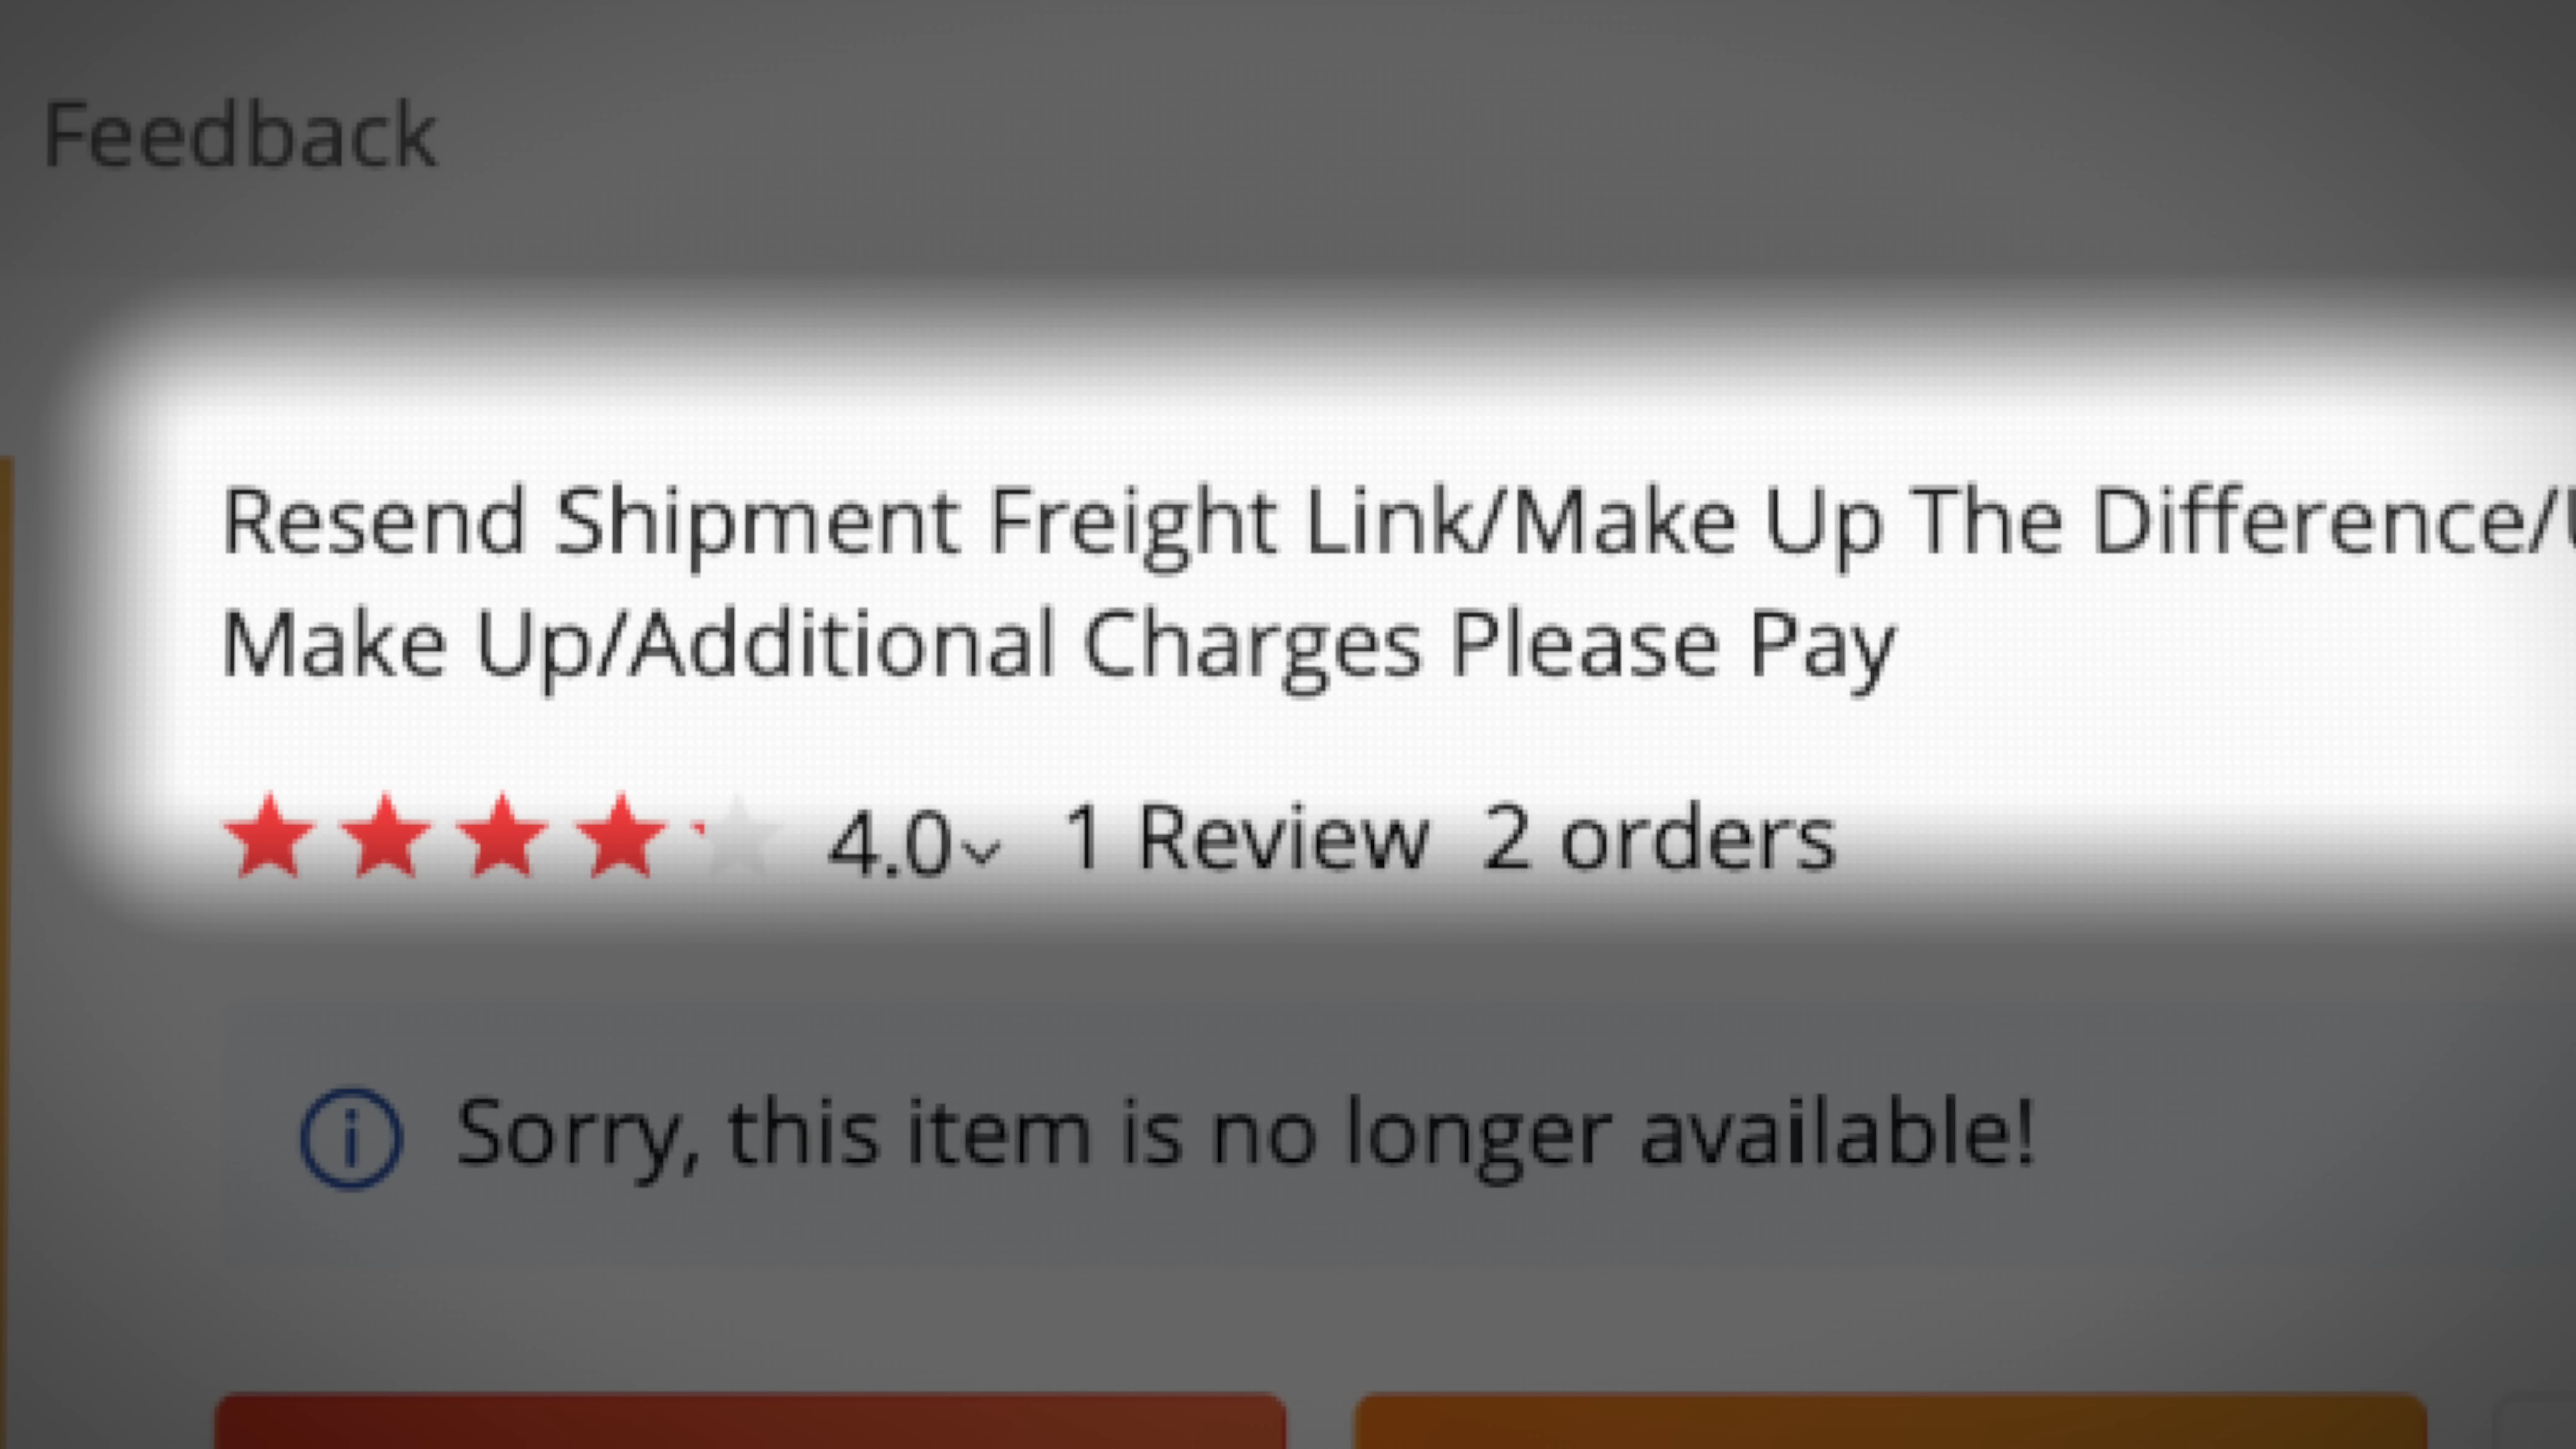 Feedback
Resend Shipment Freight Link/Make Up The Difference/
Make Up/Additional Charges Please Pay
4.0 1 Review 2 orders
Sorry, this item is no longer available!